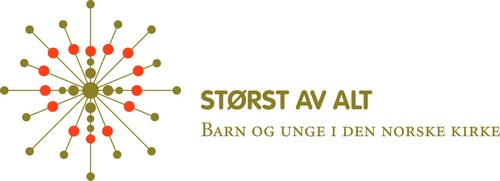 STØRST AV ALT
BARN OG UNGE I DEN NORSKE KIRKE